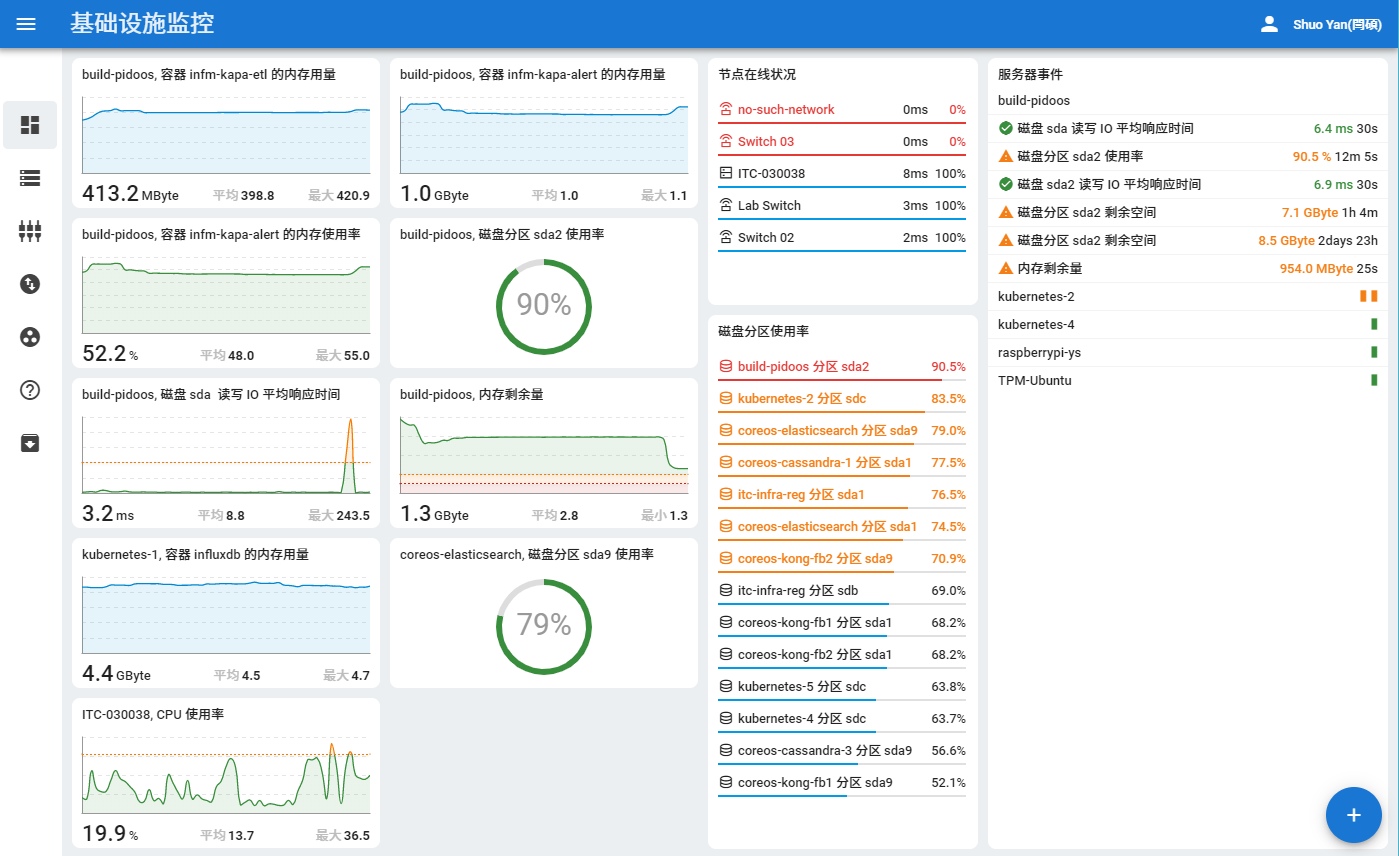 基础设施监控
Shuo Yan(閆碩)
build-pidoos, 容器 infm-kapa-etl 的内存用量
413.2 MByte 平均 398.8 最大 420.9
build-pidoos, 容器 infm-kapa-alert 的内存用量
1.0 GByte 平均 1.0 最大 1.1
build-pidoos, 容器 infm-kapa-alert 的内存使用率
52.2 % 平均 48.0 最大 55.0
build-pidoos, 磁盘分区 sda2 使用率
90%
build-pidoos, 磁盘 sda 读写 IO 平均响应时间
3.2 ms 平均 8.8 最大 243.5
build-pidoos, 内存剩余量
1.3 GByte 平均 2.8 最小 1.3
kubernetes-1, 容器 influxdb 的内存用量
4.4 GByte 平均 4.5 最大 4.7
coreos-elasticsearch, 磁盘分区 sda9 使用率
79%
ITC-030038, CPU 使用率
19.9 % 平均 13.7 最大 36.5
节点在线状况
no-such-network 0ms 0%
Switch 03 0ms 0%
ITC-030038 8ms 100%
Lab Switch 3ms 100%
Switch 02 2ms 100%
磁盘分区使用率
build-pidoos 分区 sda2 90.5%
kubernetes-2 分区 sdc 83.5%
coreos-elasticsearch 分区 sda9 79.0%
coreos-cassandra-1 分区 sda1 77.5%
itc-infra-reg 分区 sda1 76.5%
coreos-elasticsearch 分区 sda1 74.5%
coreos-kong-fb2 分区 sda9 70.9%
itc-infra-reg 分区 sdb 69.0%
coreos-kong-fb1 分区 sda1 68.2%
coreos-kong-fb2 分区 sda1 68.2%
kubernetes-5 分区 sdc 63.8%
kubernetes-4 分区 sdc 63.7%
coreos-cassandra-3 分区 sda9 56.6%
coreos-kong-fb1 分区 sda9 52.1%
服务器事件
build-pidoos
磁盘 sda 读写 IO 平均响应时间 6.4 ms 30s
磁盘分区 sda2 使用率 90.5 % 12m 5s
磁盘 sda2 读写 IO 平均响应时间 6.9 ms 30s
磁盘分区 sda2 剩余空间 7.1 GByte 1h 4m
磁盘分区 sda2 剩余空间 8.5 GByte 2days 23h
内存剩余量 954.0 MByte 25s
kubernetes-2
kubernetes-4
raspberrypi-ys
TPM-Ubuntu